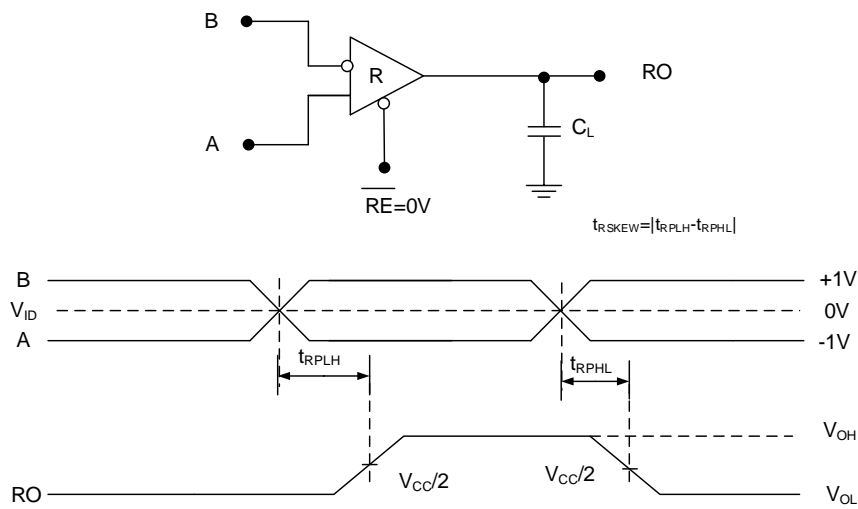 B
R
RO
A
C_L
RE=0V
t_RSKEW=|t_RPLH-t_RPHL|
B
+1V
V_ID
0V
A
-1V
t_RPLH
t_RPHL
V_OH
V_CC/2
V_CC/2
RO
V_OL